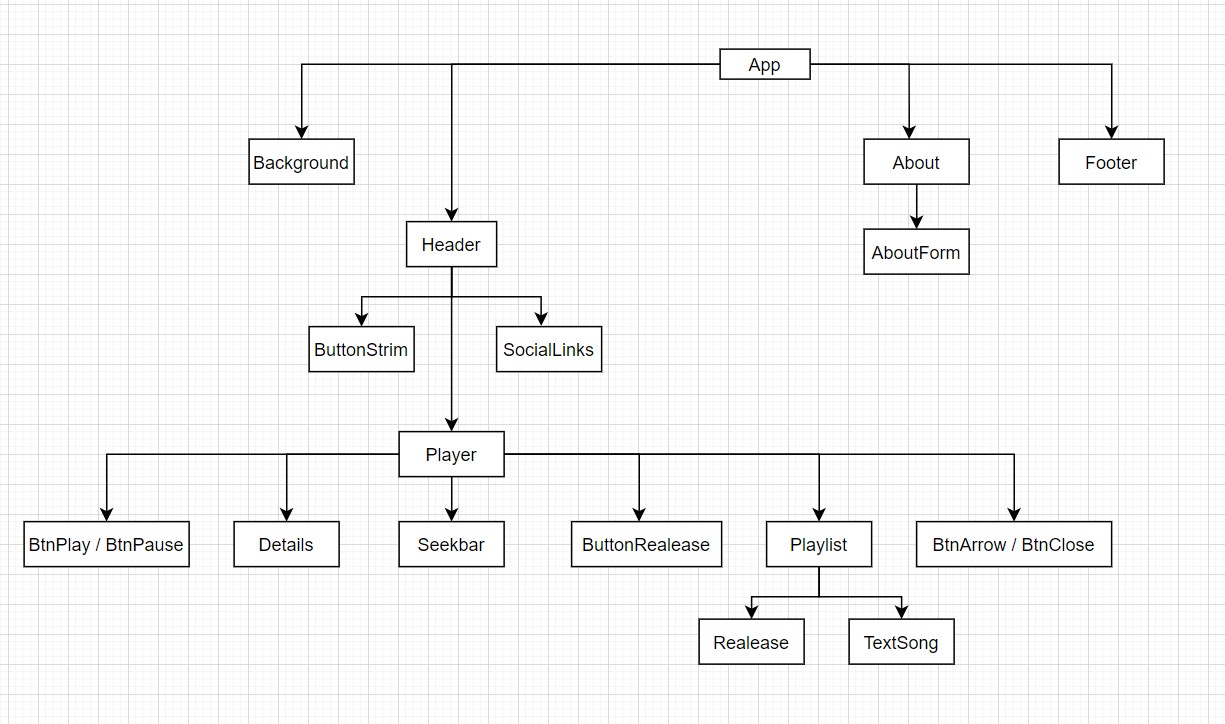 App
Background
About
Footer
Header
AboutForm
ButtonStrim
SocialLinks
Player
BtnPlay / BtnPause
Details
Seekbar
ButtonRealease
Playlist
BtnArrow / BtnClose
Realease
TextSong